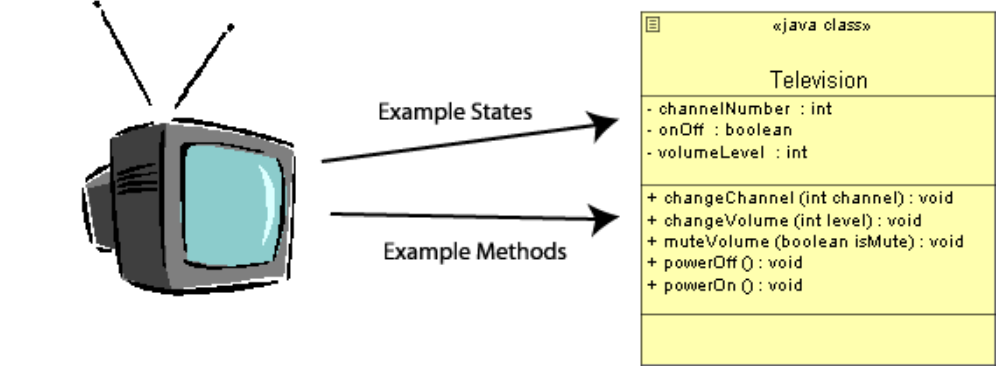 Example States
Example Methods
«java class»
Television
- channelNumber : int
- onOff : boolean
- volumeLevel : int
+ changeChannel (int channel) : void
+ changeVolume (int level) : void
+ muteVolume (boolean isMute) : void
+ powerOff () : void
+ powerOn () : void